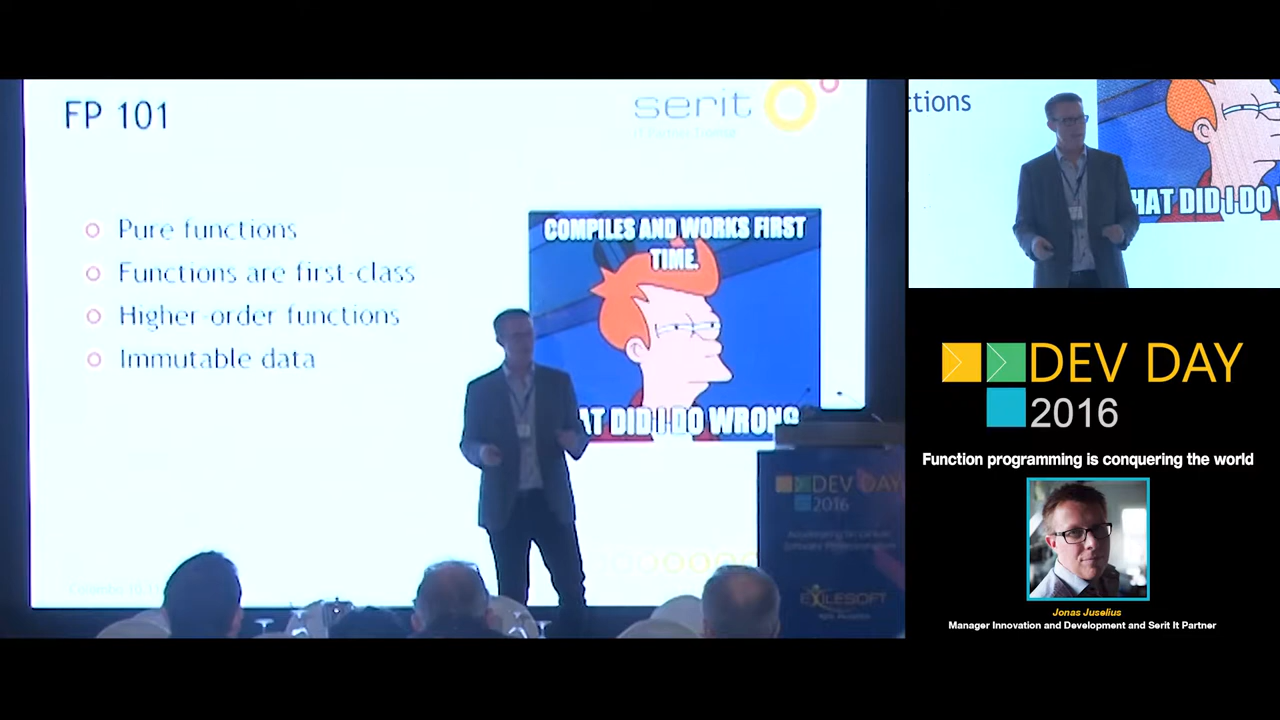 FP 101
serit
Pure functions
Functions are first-class
Higher-order functions
Immutable data
COMPILES AND WORKS FIRST
TIME.
AT DID I DO WRONG
DEV DAY
2016
EXILESOFT
ctions
HAT DID I DO
DEV DAY
2016
Function programming is conquering the world
Jonas Juselius
Manager Innovation and Development and Serit It Partner